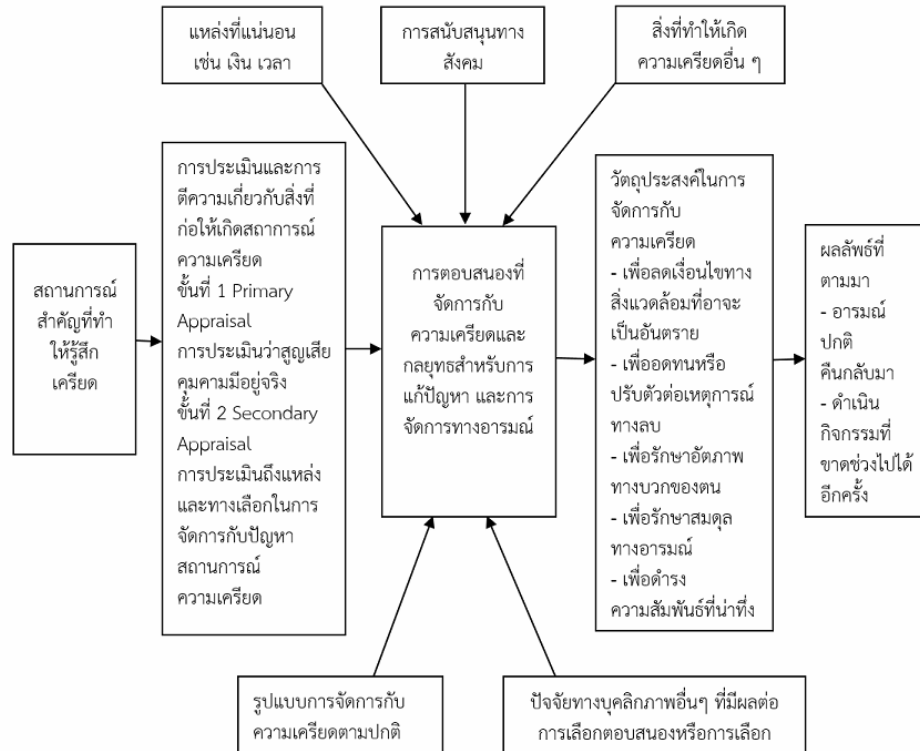 แหล่งที่แน่นอน
เช่น เงิน เวลา
การสนับสนุนทาง
สังคม
สิ่งที่ทำให้เกิด
ความเครียดอื่น ๆ
สถานการณ์
สำคัญที่ทำ
ให้รู้สึก
เครียด
การประเมินและการ
ตีความเกี่ยวกับสิ่งที่
ก่อให้เกิดสถาการณ์
ความเครียด
ขั้นที่ 1 Primary
Appraisal
การประเมินว่าสูญเสีย
คุมคามมีอยู่จริง
ขั้นที่ 2 Secondary
Appraisal
การประเมินถึงแหล่ง
และทางเลือกในการ
จัดการกับปัญหา
สถานการณ์
ความเครียด
การตอบสนองที่
จัดการกับ
ความเครียดและ
กลยุทธสำหรับการ
แก้ปัญหา และการ
จัดการทางอารมณ์
วัตถุประสงค์ในการ
จัดการกับ
ความเครียด
- เพื่อลดเงื่อนไขทาง
สิ่งแวดล้อมที่อาจะ
เป็นอันตราย
- เพื่ออดทนหรือ
ปรับตัวต่อเหตุการณ์
ทางลบ
- เพื่อรักษาอัตภาพ
ทางบวกของตน
- เพื่อรักษาสมดุล
ทางอารมณ์
- เพื่อดำรง
ความสัมพันธ์ที่น่าทึ่ง
ผลลัพธ์ที่
ตามมา
- อารมณ์
ปกติ
คืนกลับมา
- ดำเนิน
กิจกรรมที่
ขาดช่วงไปได้
อีกครั้ง
รูปแบบการจัดการกับ
ความเครียดตามปกติ
ปัจจัยทางบุคลิกภาพอื่นๆ ที่มีผลต่อ
การเลือกตอบสนองหรือการเลือก